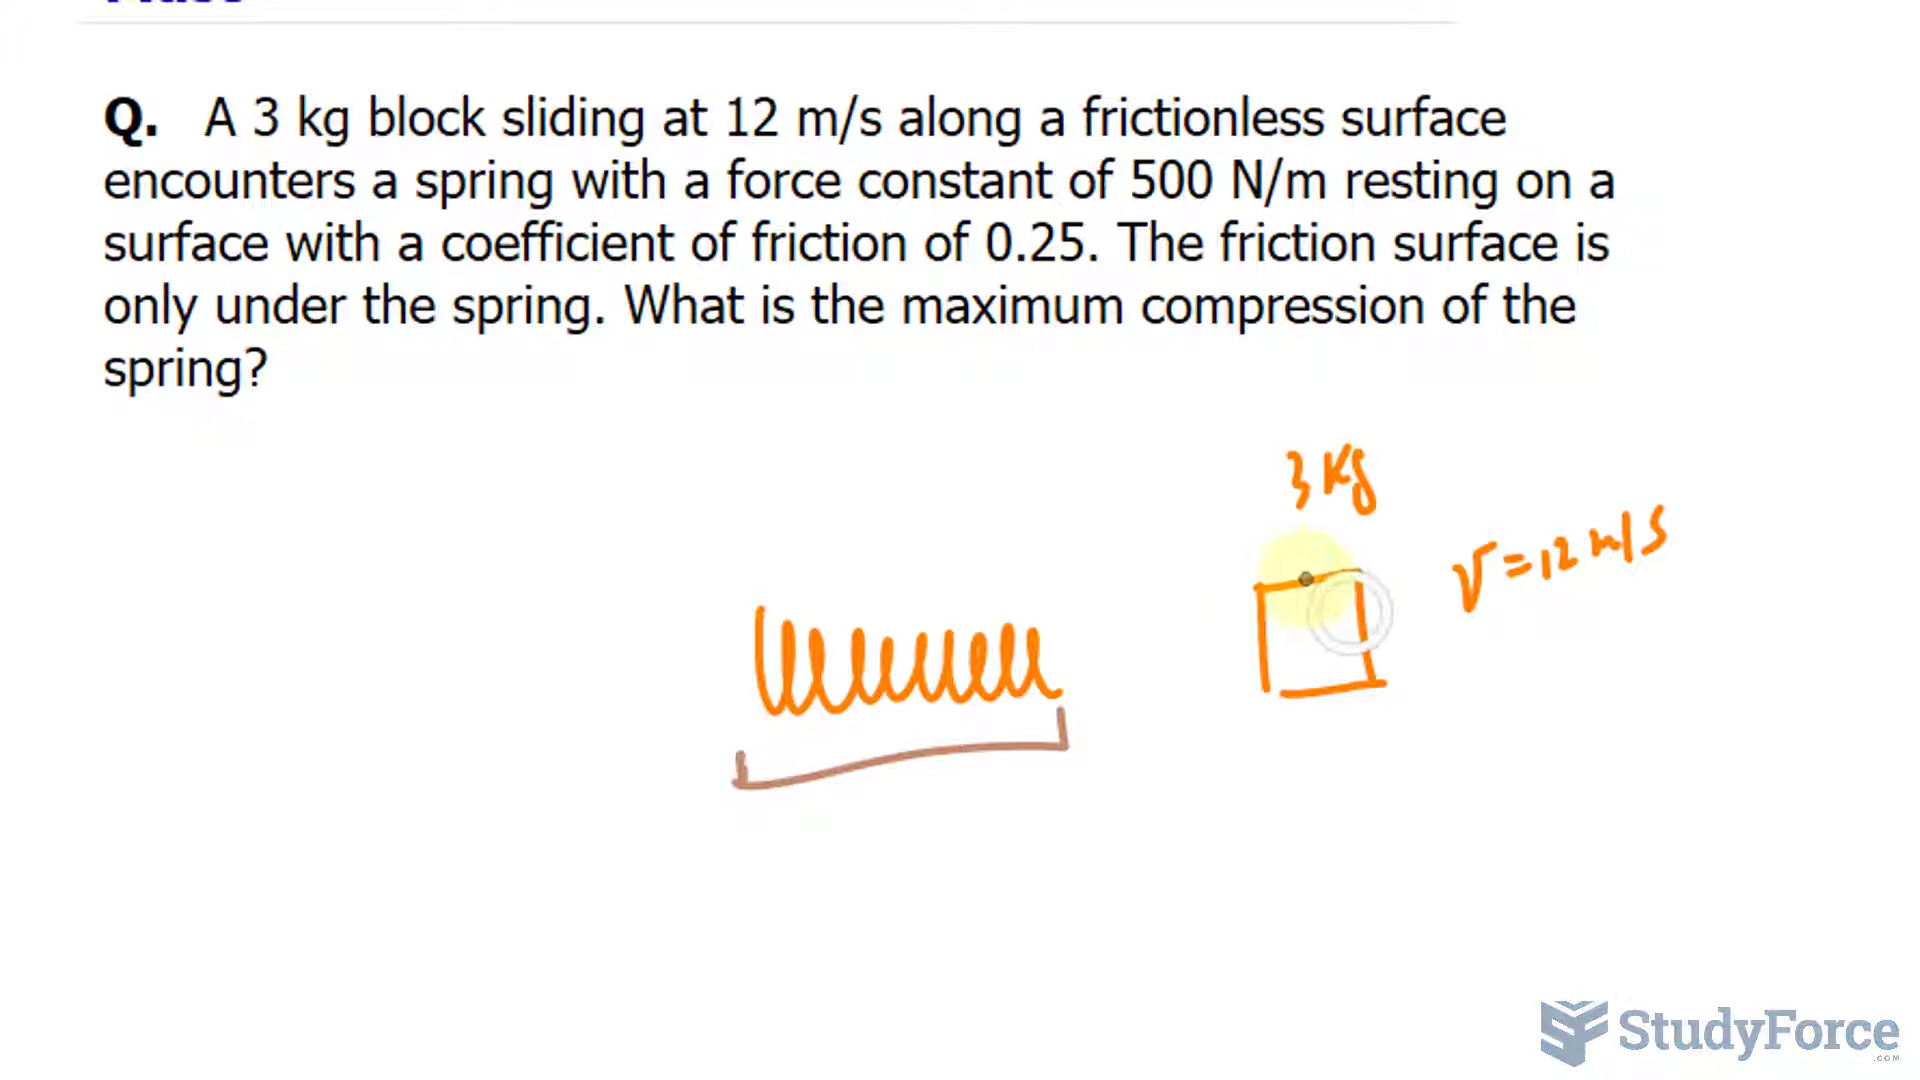 Q. A 3 kg block sliding at 12 m/s along a frictionless surface
encounters a spring with a force constant of 500 N/m resting on a
surface with a coefficient of friction of 0.25. The friction surface is
only under the spring. What is the maximum compression of the
spring?
3 kg
V = 12 m/s
StudyForce
.COM